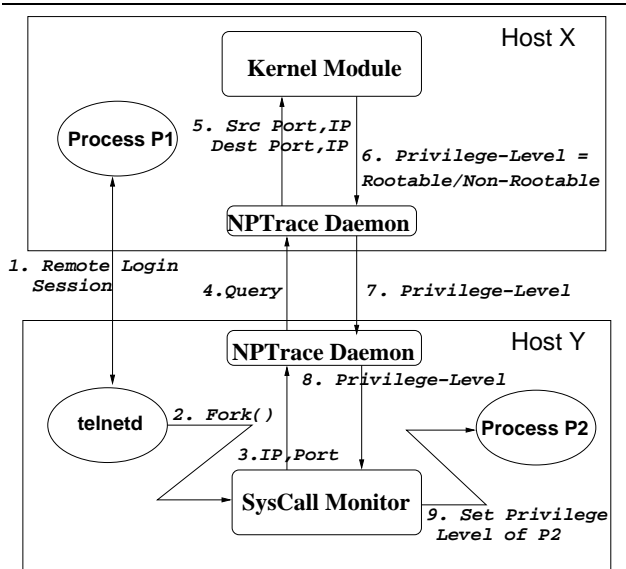 Host X
Kernel Module
5. Src Port,IP
Dest Port,IP
Process P1
6. Privilege-Level =
Rootable/Non-Rootable
NPTrace Daemon
1. Remote Login
Session
4.Query
7. Privilege-Level
Host Y
NPTrace Daemon
8. Privilege-Level
telnetd
2. Fork()
Process P2
3.IP,Port
SysCall Monitor
9. Set Privilege
Level of P2